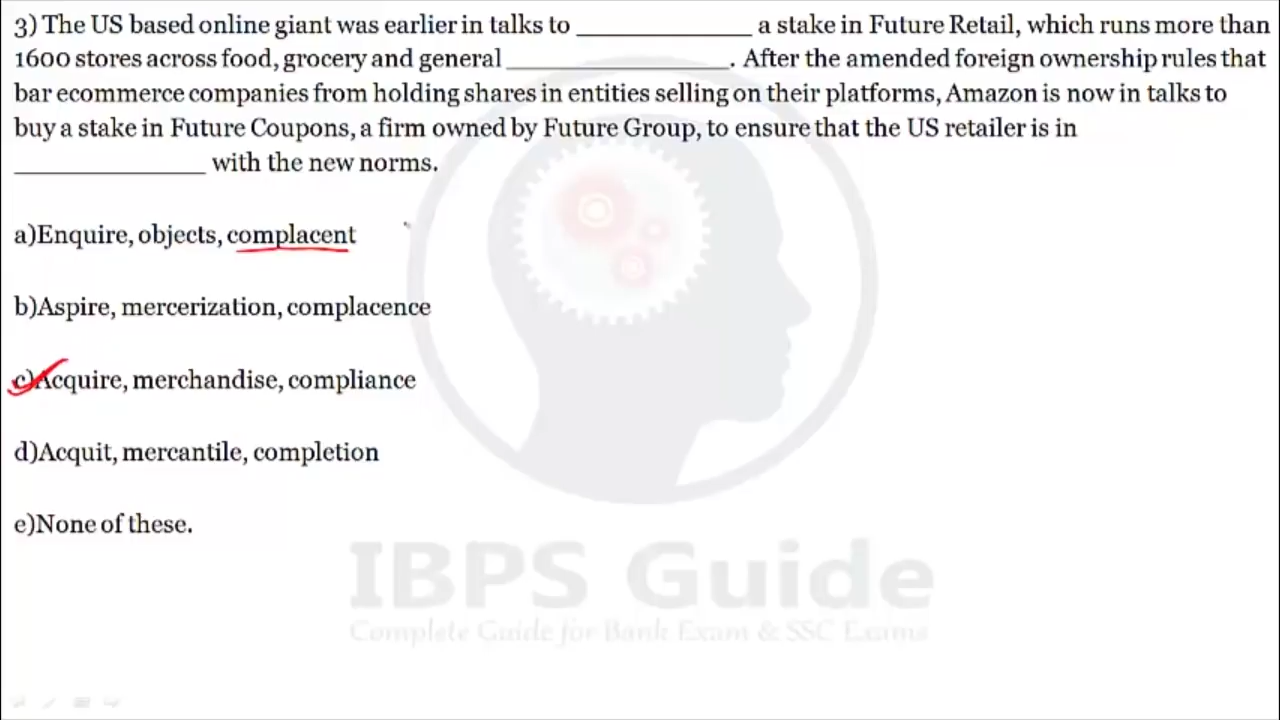 3) The US based online giant was earlier in talks to ______________ a stake in Future Retail, which runs more than
1600 stores across food, grocery and general __________________. After the amended foreign ownership rules that
bar ecommerce companies from holding shares in entities selling on their platforms, Amazon is now in talks to
buy a stake in Future Coupons, a firm owned by Future Group, to ensure that the US retailer is in
_______________ with the new norms.
a)Enquire, objects, complacent
b)Aspire, mercerization, complacence
c)Acquire, merchandise, compliance
d)Acquit, mercantile, completion
e)None of these.
IBPS Guide
Complete Guide for Bank Exam & SSC Exams